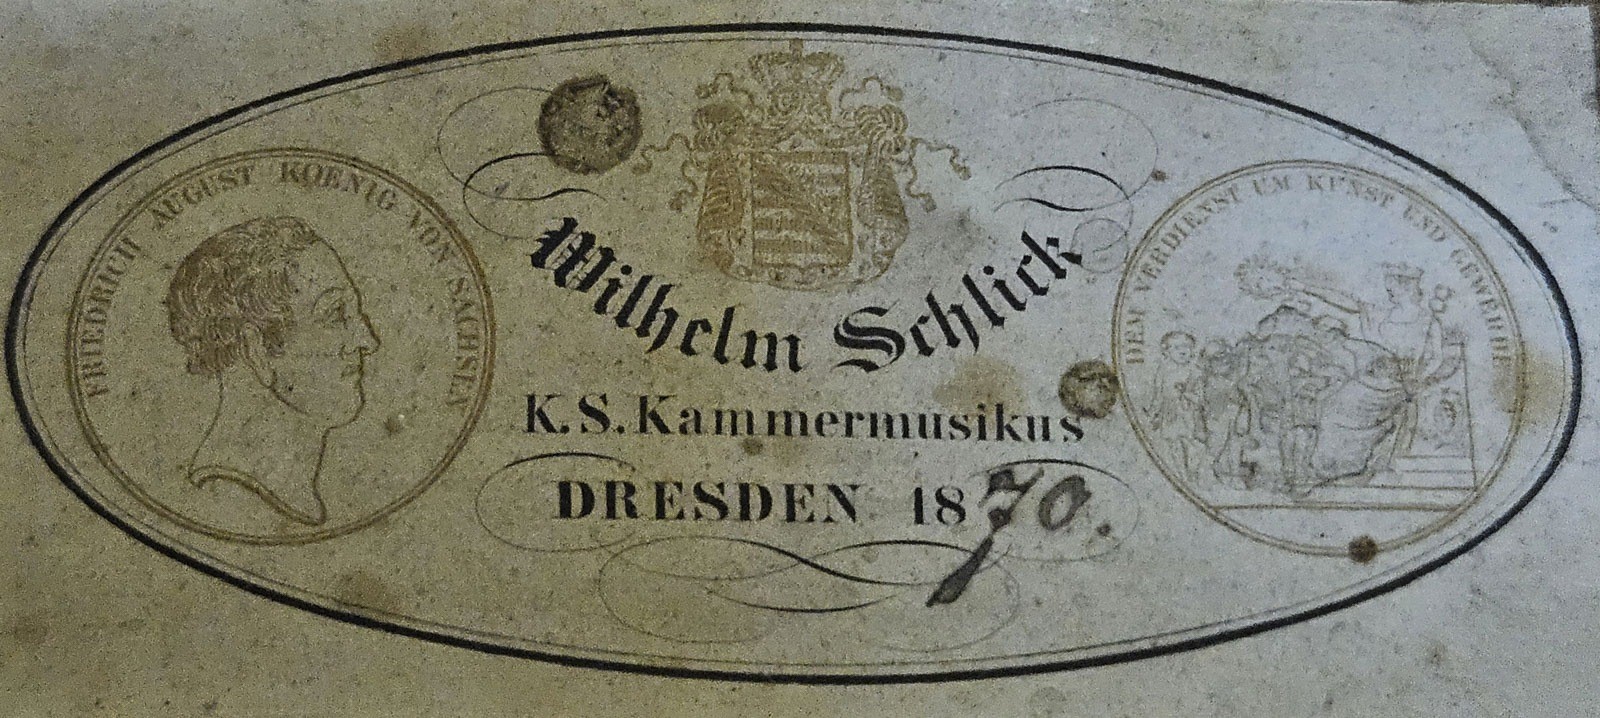 FRIEDRICH AUGUST KOENIG VON SACHSEN
Wilhelm Schlick
K. S. Kammermusikus
DRESDEN 1870.
DEM VERDIENST UM KUNST UND GEWERBE